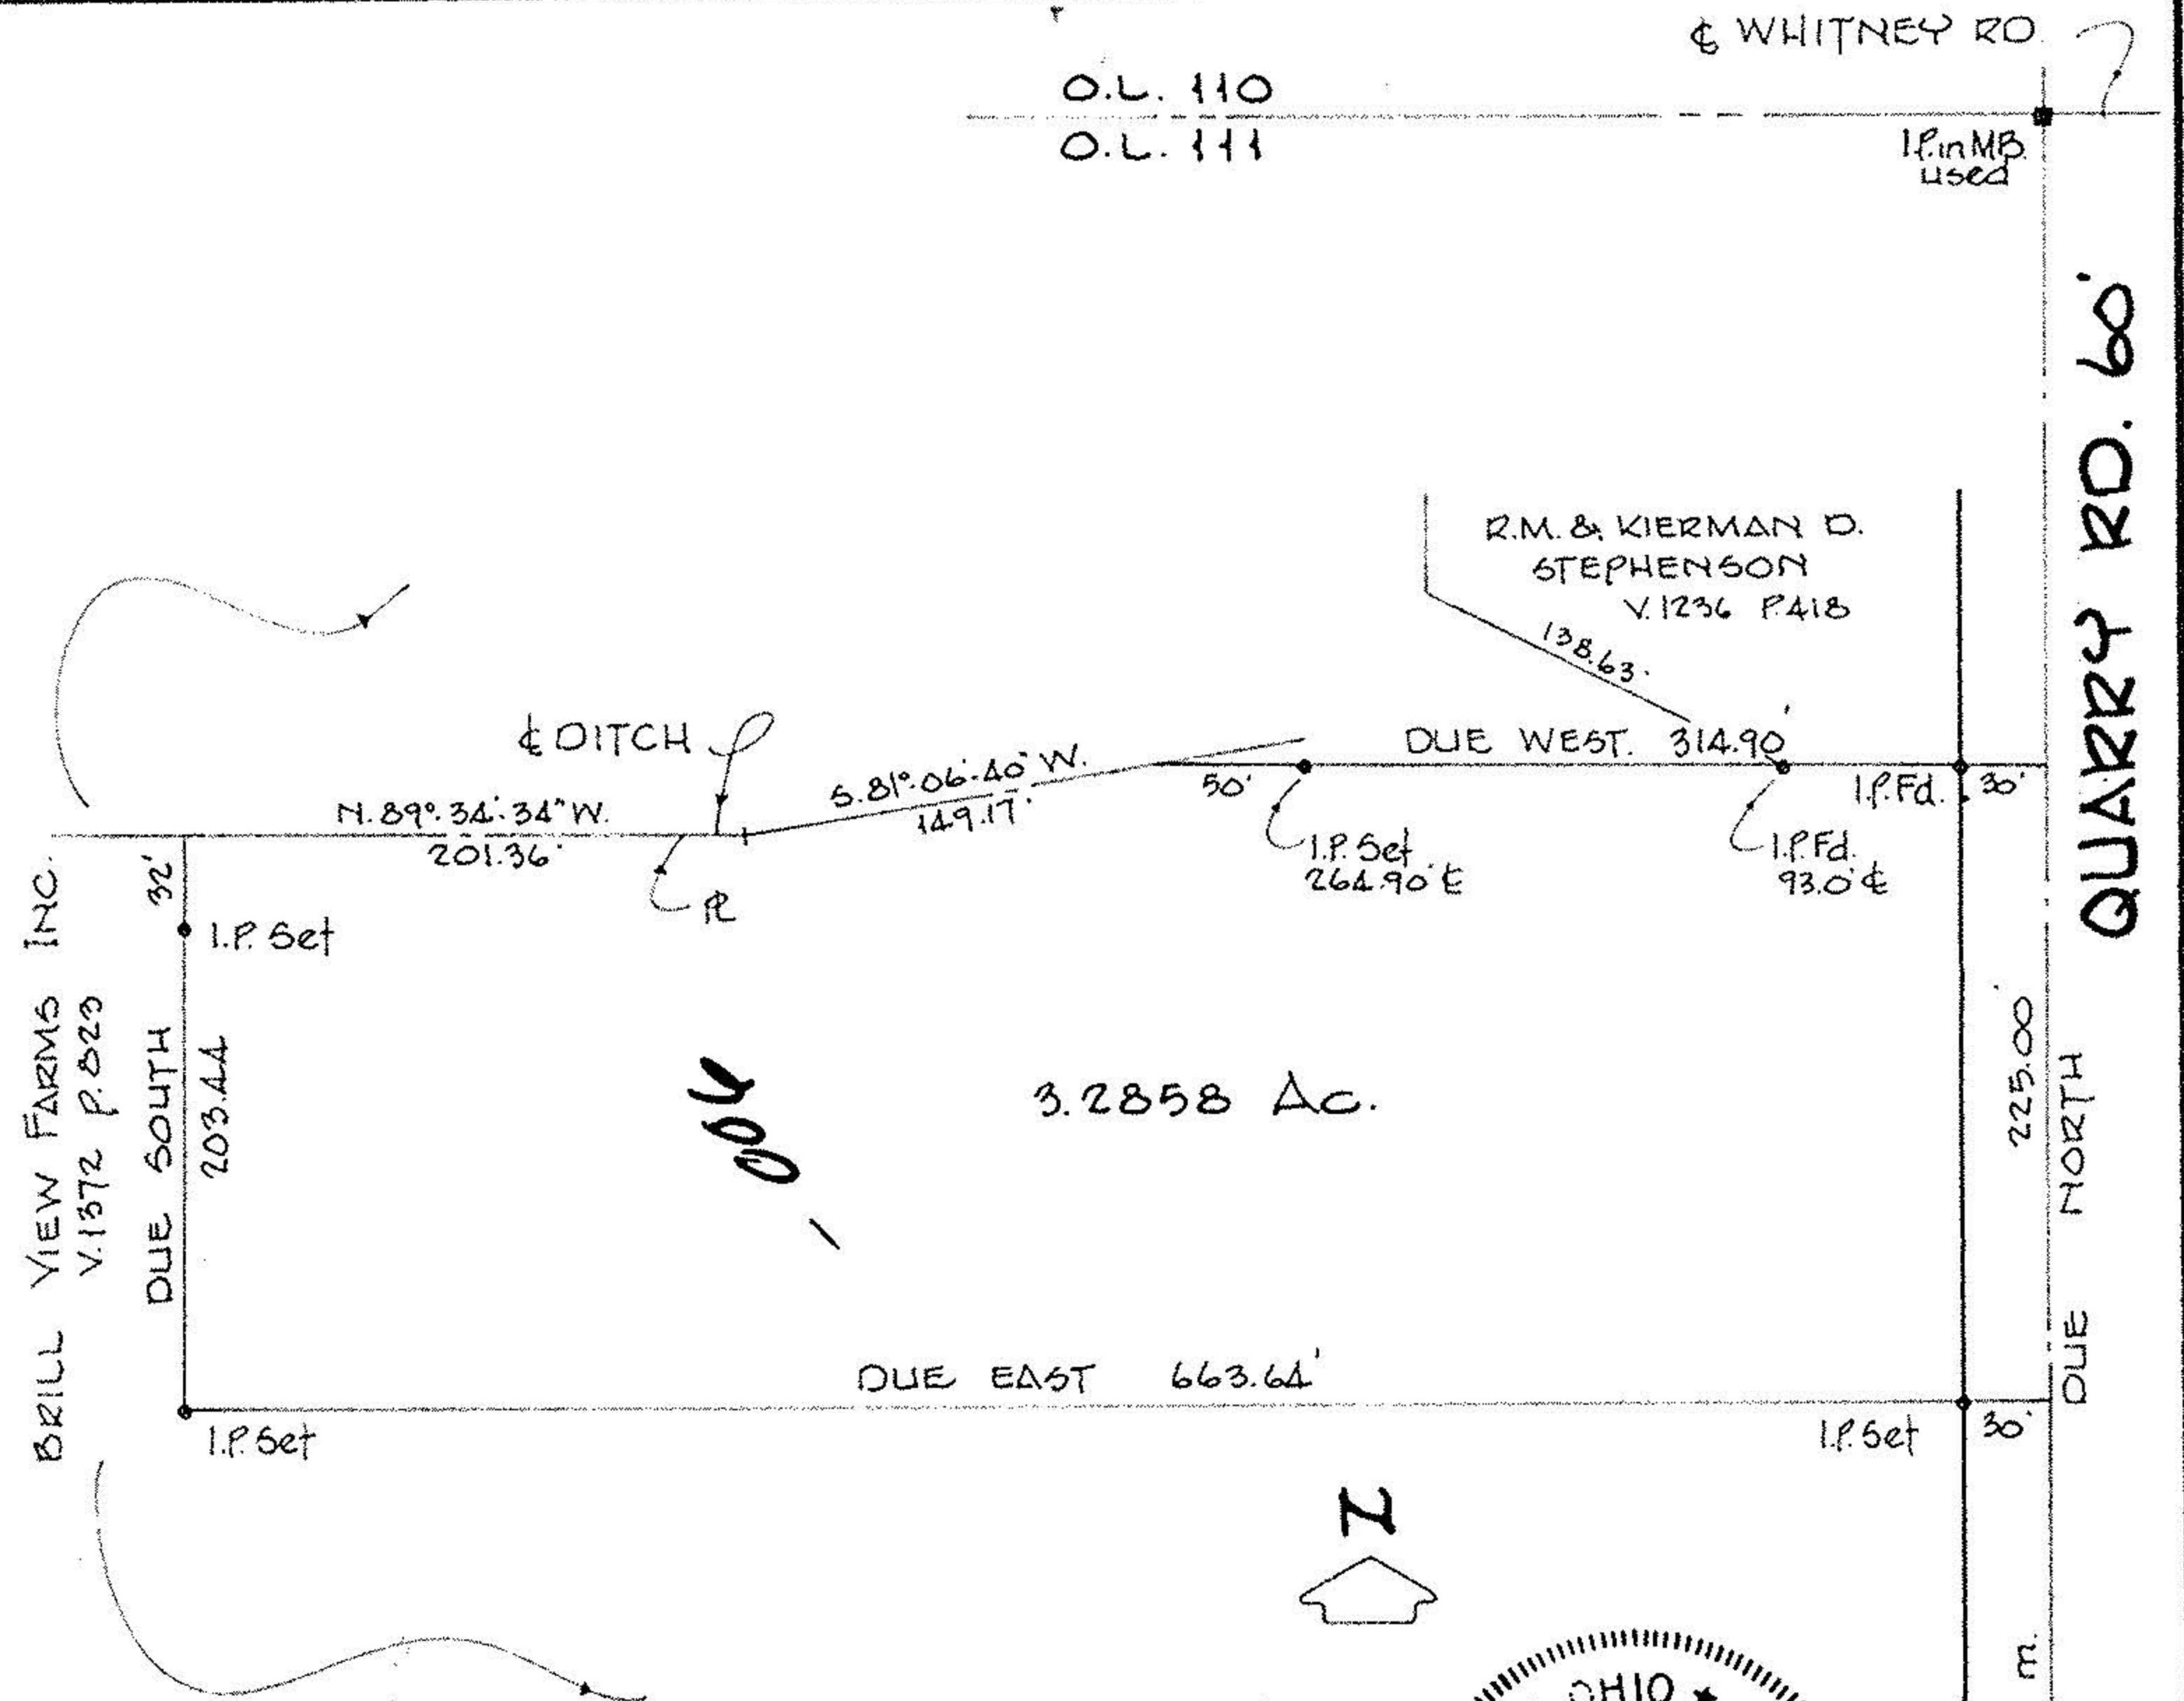 ℄ WHITNEY RD.
O.L. 110
O.L. 111
I.P. in MB.
used
QUARRY RD. 60'
R.M. & KIERMAN D.
STEPHENSON
V. 1236 P. 418
138.63'
℄ DITCH
DUE WEST. 314.90'
S. 81°-06'-40" W.
149.17'
N. 89°-34'-34" W.
201.36'
50'
I.P. Fd.
30'
I.P. Set
264.90' E
I.P. Fd.
93.0' ℄
PL
32'
I.P. Set
BRILL VIEW FARMS INC.
V. 1372 P. 823
DUE SOUTH
203.44
3.2858 Ac.
225.00'
DUE NORTH
DUE EAST 663.64'
I.P. Set
I.P. Set
30'
N
OHIO
m.